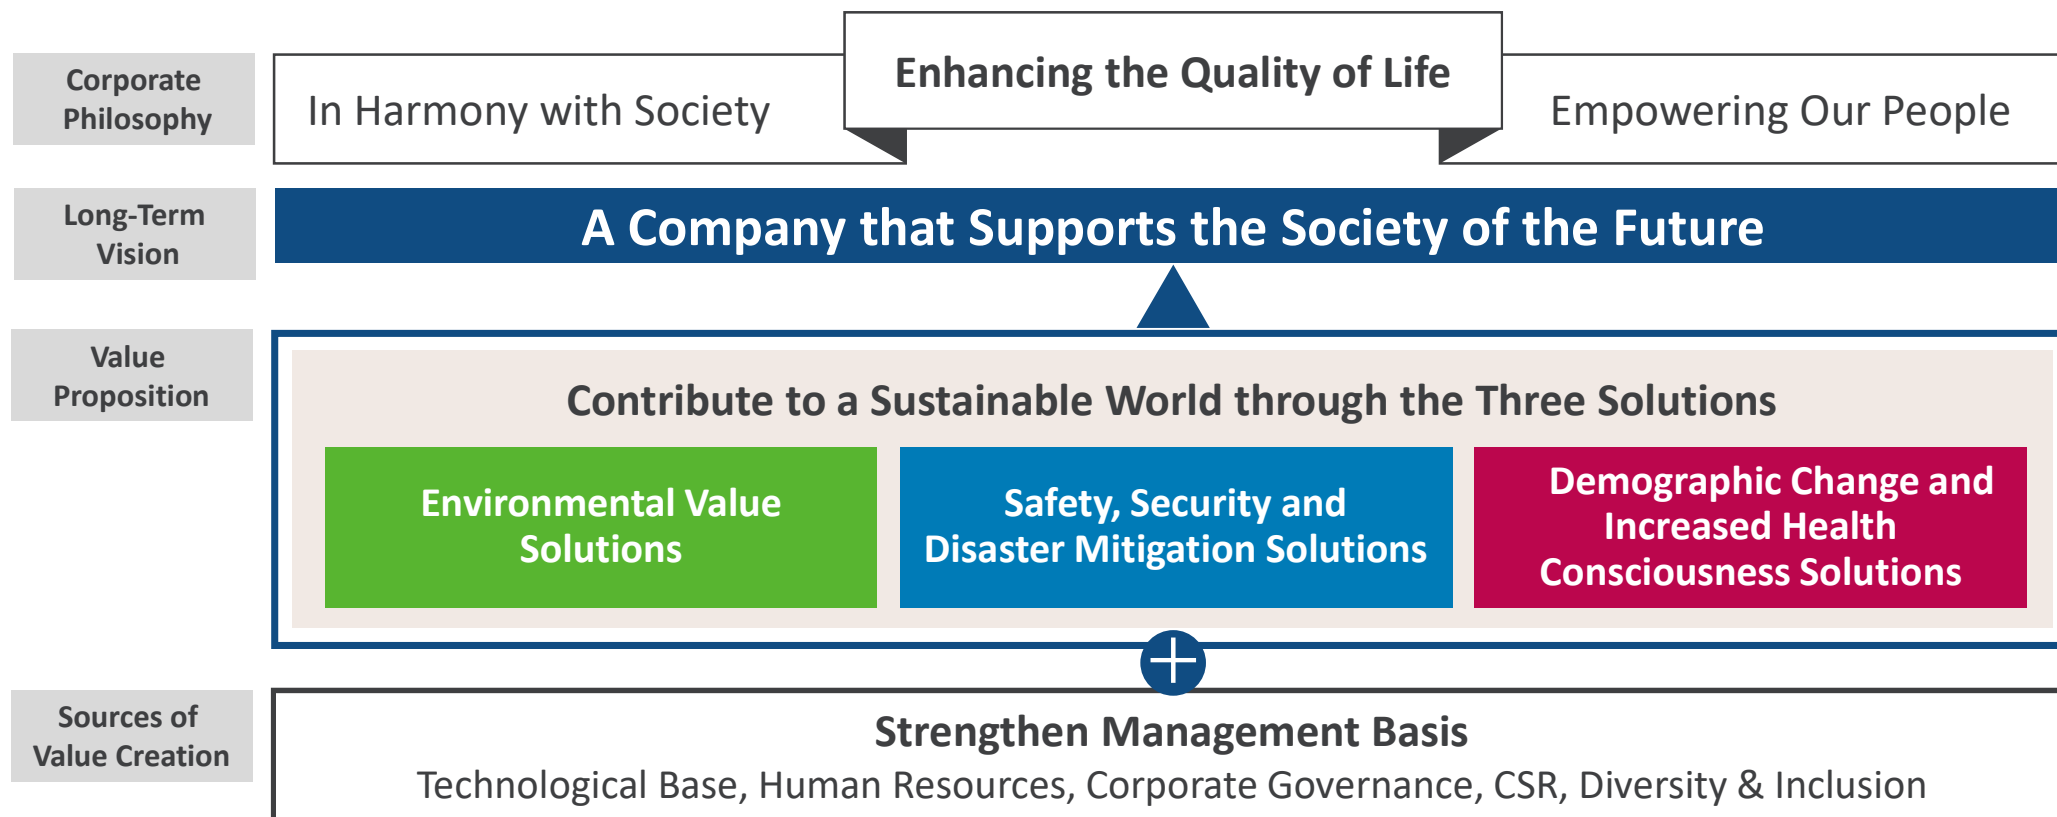 Corporate
Philosophy
In Harmony with Society
Enhancing the Quality of Life
Empowering Our People
Long-Term
Vision
A Company that Supports the Society of the Future
Value
Proposition
Contribute to a Sustainable World through the Three Solutions
Environmental Value
Solutions
Safety, Security and
Disaster Mitigation Solutions
Demographic Change and
Increased Health
Consciousness Solutions
Sources of
Value Creation
Strengthen Management Basis
Technological Base, Human Resources, Corporate Governance, CSR, Diversity & Inclusion